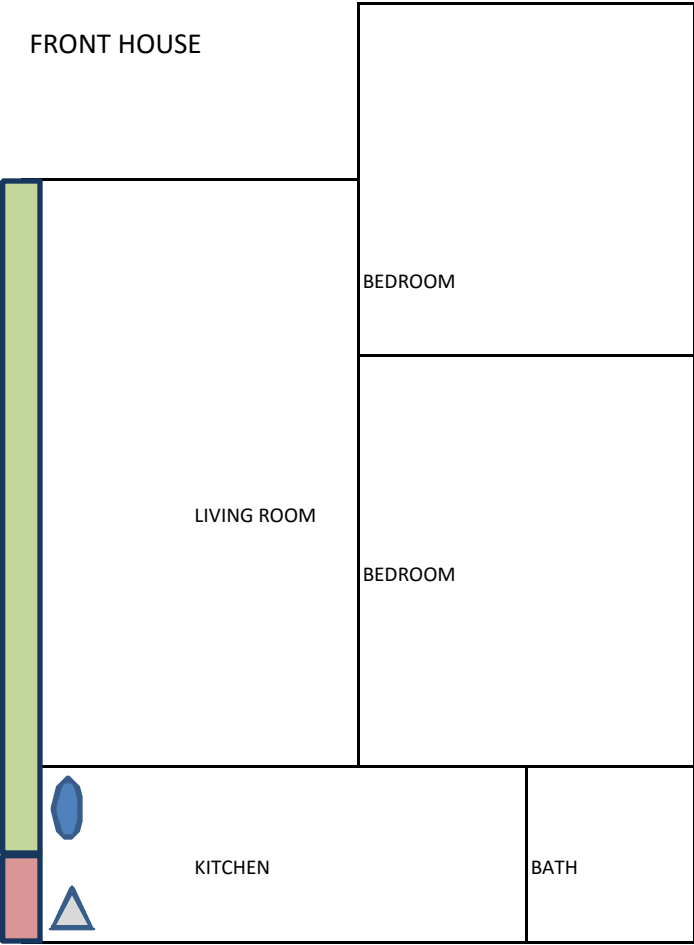 FRONT HOUSE
BEDROOM
LIVING ROOM
BEDROOM
KITCHEN
BATH